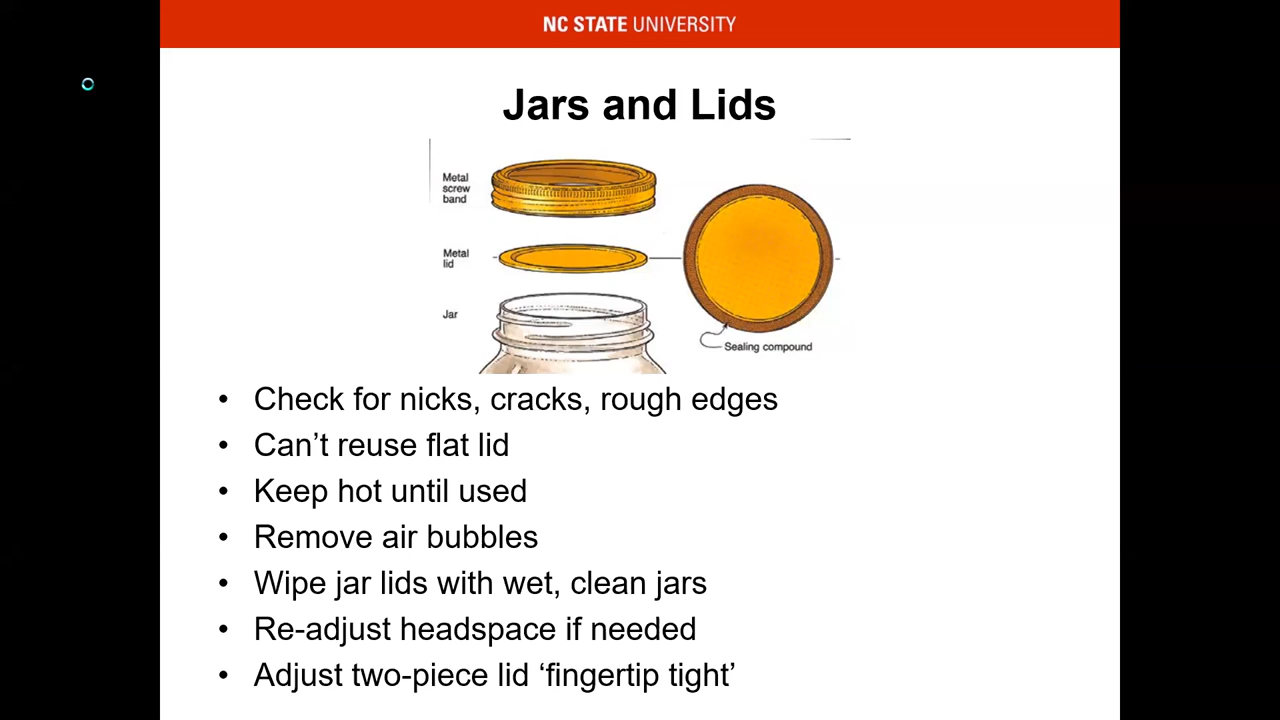 NC STATE UNIVERSITY
Jars and Lids
Metal
screw
band
Metal
lid
Jar
Sealing compound
• Check for nicks, cracks, rough edges
• Can’t reuse flat lid
• Keep hot until used
• Remove air bubbles
• Wipe jar lids with wet, clean jars
• Re-adjust headspace if needed
• Adjust two-piece lid ‘fingertip tight’